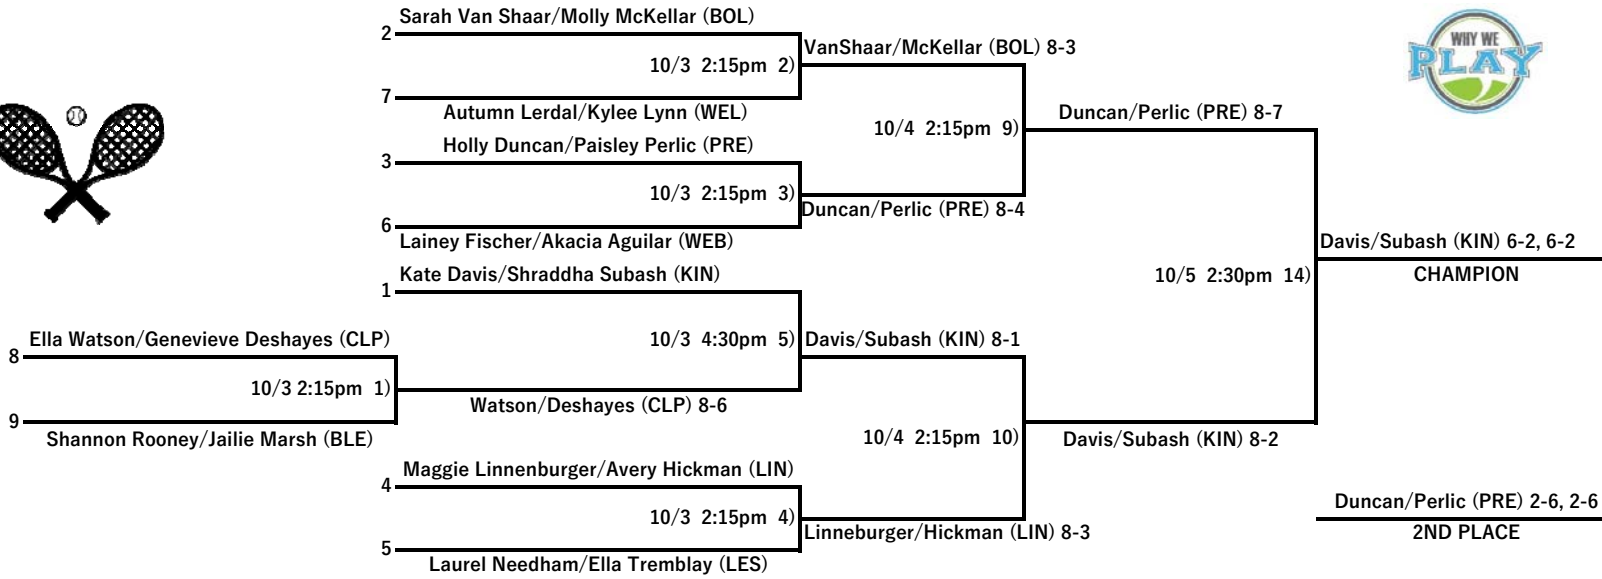 Sarah Van Shaar/Molly McKellar (BOL)
2
VanShaar/McKellar (BOL) 8-3
10/3 2:15pm 2)
7
Autumn Lerdal/Kylee Lynn (WEL)
WHY WE
PLAY
Duncan/Perlic (PRE) 8-7
10/4 2:15pm 9)
Holly Duncan/Paisley Perlic (PRE)
3
10/3 2:15pm 3)
Duncan/Perlic (PRE) 8-4
6
Lainey Fischer/Akacia Aguilar (WEB)
Davis/Subash (KIN) 6-2, 6-2
CHAMPION
10/5 2:30pm 14)
Kate Davis/Shraddha Subash (KIN)
1
Ella Watson/Genevieve Deshayes (CLP)
8
10/3 4:30pm 5)
Davis/Subash (KIN) 8-1
10/3 2:15pm 1)
Watson/Deshayes (CLP) 8-6
9
Shannon Rooney/Jailie Marsh (BLE)
10/4 2:15pm 10)
Davis/Subash (KIN) 8-2
Maggie Linnenburger/Avery Hickman (LIN)
4
10/3 2:15pm 4)
Linneburger/Hickman (LIN) 8-3
5
Laurel Needham/Ella Tremblay (LES)
Duncan/Perlic (PRE) 2-6, 2-6
2ND PLACE